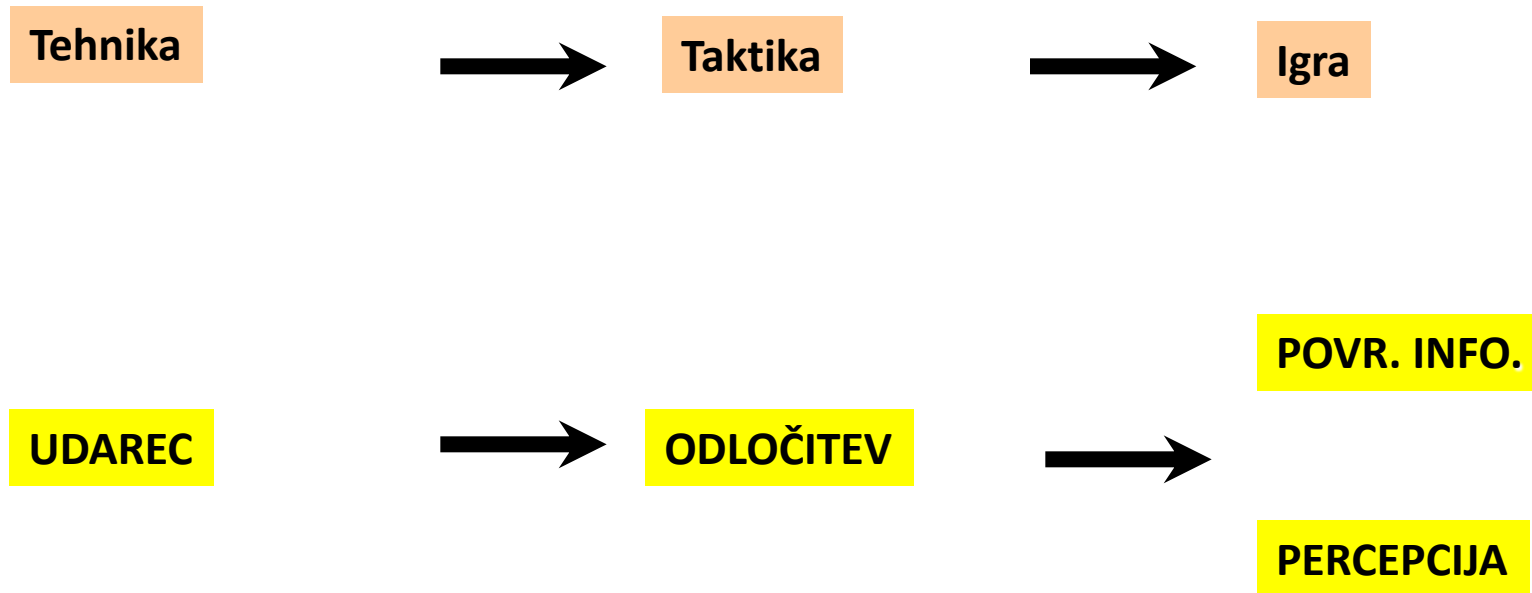 Tehnika
Taktika
Igra
POVR. INFO.
UDAREC
ODLOČITEV
PERCEPCIJA